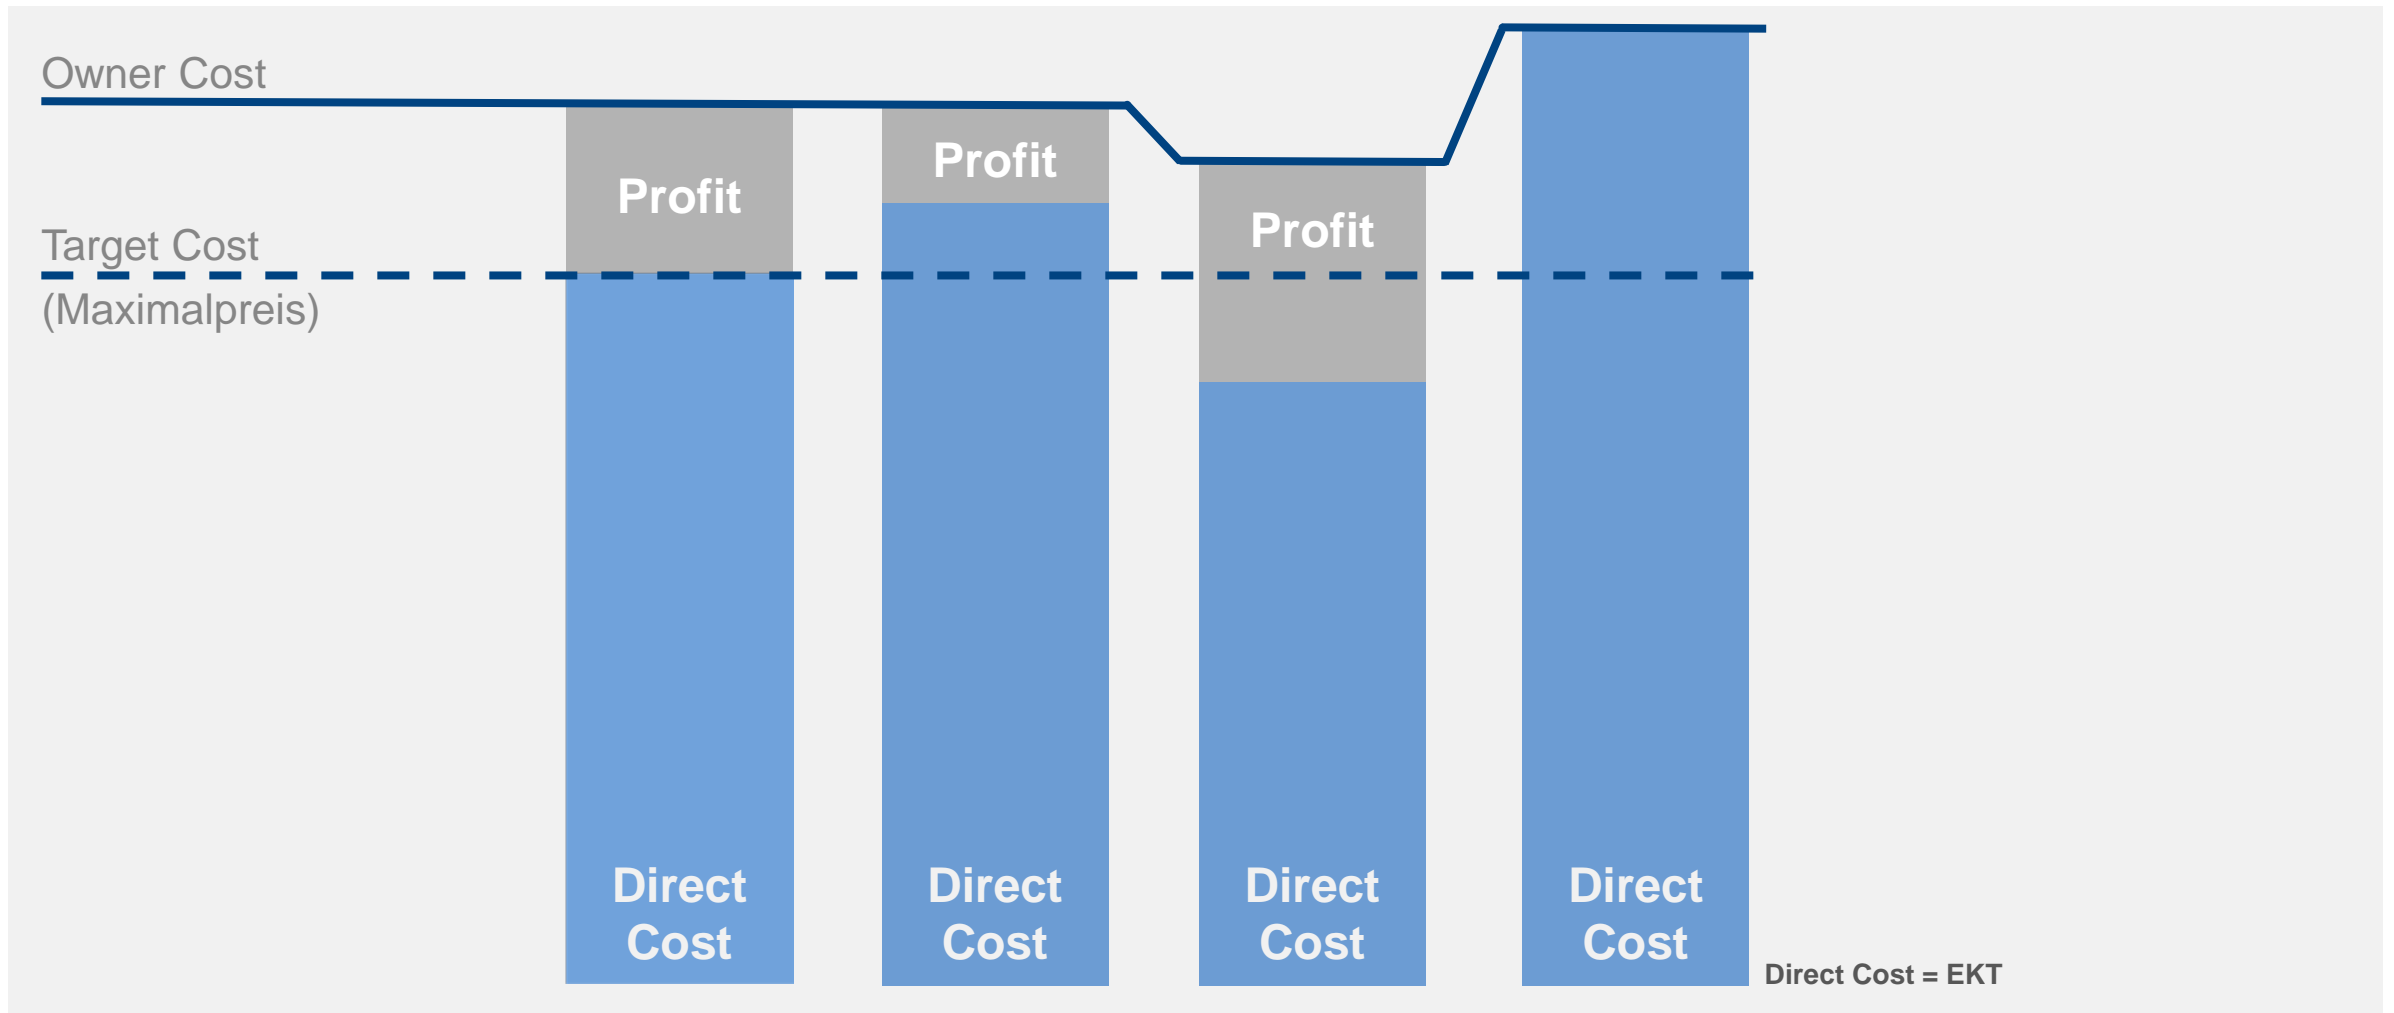 Owner Cost
Target Cost
(Maximalpreis)
Profit
Direct
Cost
Profit
Direct
Cost
Profit
Direct
Cost
Direct
Cost
Direct Cost = EKT